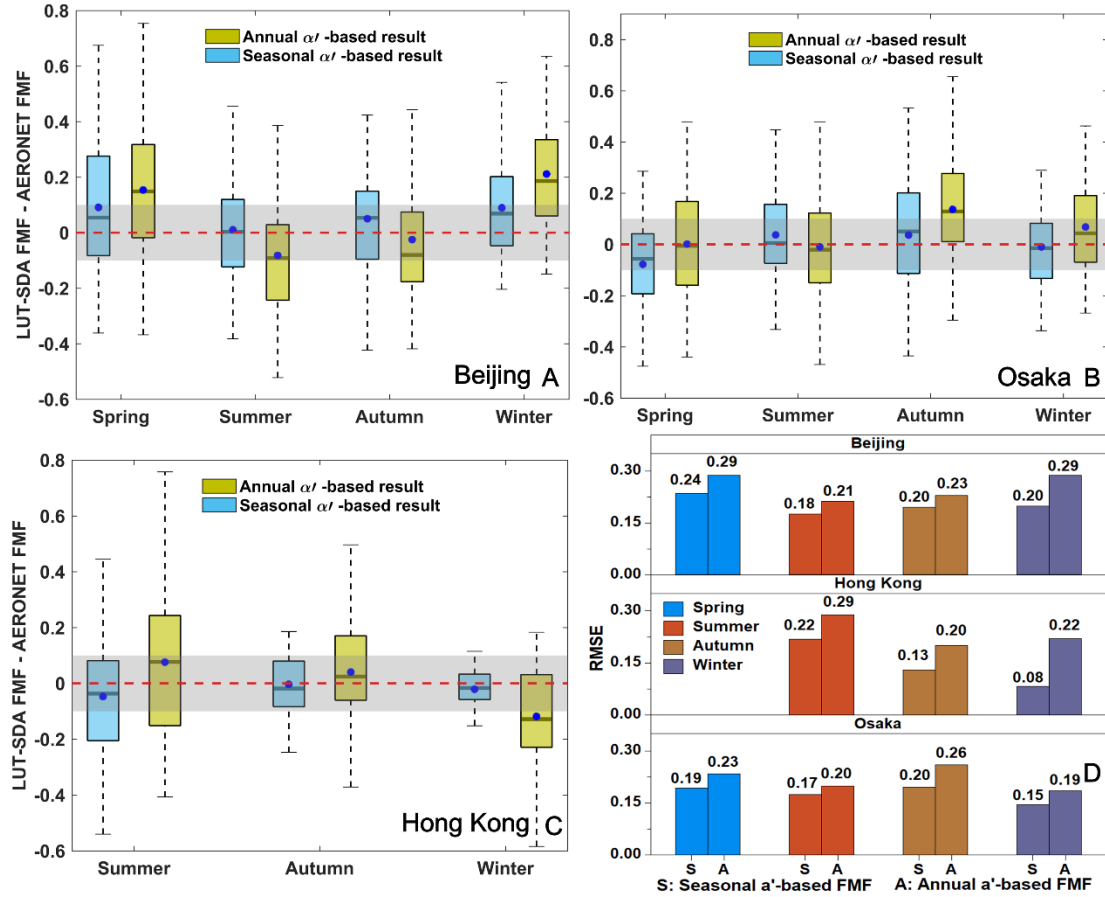 LUT-SDA FMF - AERONET FMF
0.8
0.6
0.4
0.2
0
-0.2
-0.4
-0.6
Annual α′ -based result
Seasonal α′ -based result
Beijing A
Spring Summer Autumn Winter
0.8
0.6
0.4
0.2
0
-0.2
-0.4
-0.6
Annual α′ -based result
Seasonal α′ -based result
Osaka B
Spring Summer Autumn Winter
LUT-SDA FMF - AERONET FMF
0.8
0.6
0.4
0.2
0
-0.2
-0.4
-0.6
Annual α′ -based result
Seasonal α′ -based result
Hong Kong C
Summer Autumn Winter
RMSE
Beijing
0.30
0.15
0.00
0.24 0.29 0.18 0.21 0.20 0.23 0.20 0.29
Hong Kong
0.30
0.15
0.00
Spring
Summer
Autumn
Winter
0.22 0.29 0.13 0.20 0.08 0.22
Osaka
0.30
0.15
0.00
0.19 0.23 0.17 0.20 0.20 0.26 0.15 0.19
D
S A S A S A S A
S: Seasonal a'-based FMF A: Annual a'-based FMF